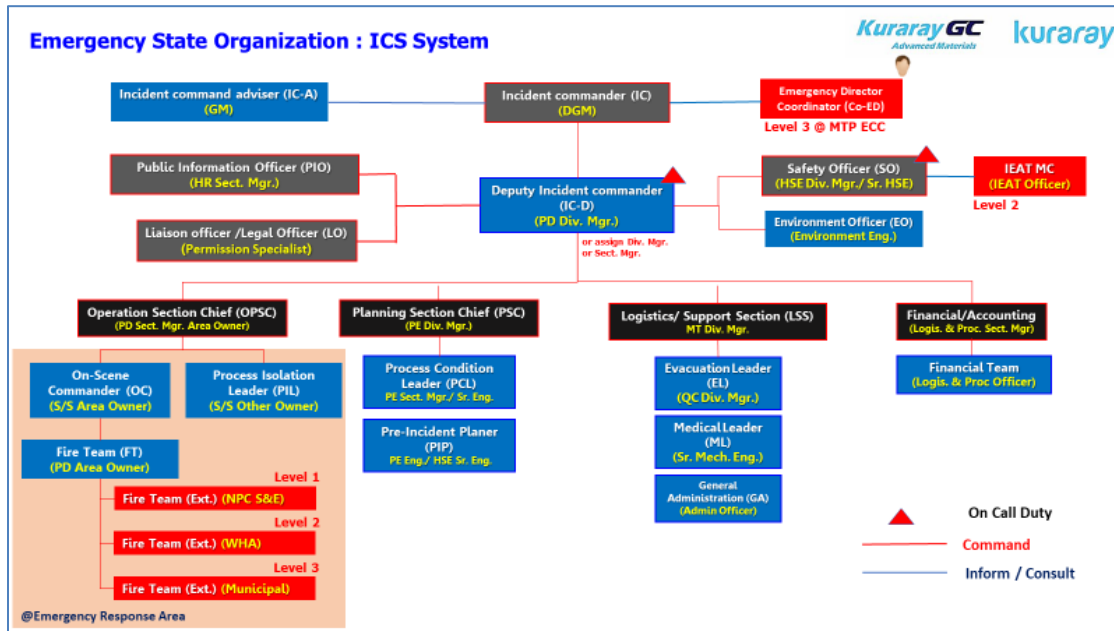 Emergency State Organization : ICS System
Kuraray GC
Advanced Materials
kuraray
Incident command adviser (IC-A)
(GM)
Incident commander (IC)
(DGM)
Emergency Director
Coordinator (Co-ED)
Level 3 @ MTP ECC
Public Information Officer (PIO)
(HR Sect. Mgr.)
Deputy Incident commander
(IC-D)
(PD Div. Mgr.)
Safety Officer (SO)
(HSE Div. Mgr./ Sr. HSE)
IEAT MC
(IEAT Officer)
Level 2
Liaison officer /Legal Officer (LO)
(Permission Specialist)
Environment Officer (EO)
(Environment Eng.)
or assign Div. Mgr.
or Sect. Mgr.
Operation Section Chief (OPSC)
(PD Sect. Mgr. Area Owner)
Planning Section Chief (PSC)
(PE Div. Mgr.)
Logistics/ Support Section (LSS)
MT Div. Mgr.
Financial/Accounting
(Logis. & Proc. Sect. Mgr)
On-Scene
Commander (OC)
(S/S Area Owner)
Process Isolation
Leader (PIL)
(S/S Other Owner)
Process Condition
Leader (PCL)
PE Sect. Mgr./ Sr. Eng.
Evacuation Leader
(EL)
(QC Div. Mgr.)
Financial Team
(Logis. & Proc Officer)
Fire Team (FT)
(PD Area Owner)
Pre-Incident Planer
(PIP)
PE Eng./ HSE Sr. Eng.
Medical Leader
(ML)
(Sr. Mech. Eng.)
General
Administration (GA)
(Admin Officer)
Level 1
Fire Team (Ext.) (NPC S&E)
Level 2
Fire Team (Ext.) (WHA)
Level 3
Fire Team (Ext.) (Municipal)
@Emergency Response Area
On Call Duty
Command
Inform / Consult